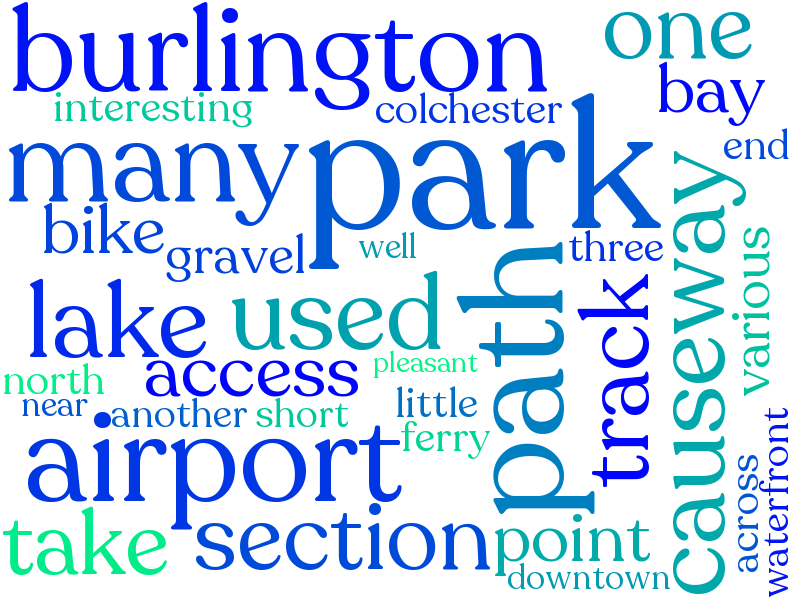 burlington
one
interesting
colchester
bay
many
park
end
bike
gravel
well
three
causeway
various
lake
used
path
track
access
pleasant
north
near
another
short
little
ferry
airport
across
waterfront
take
section
point
downtown